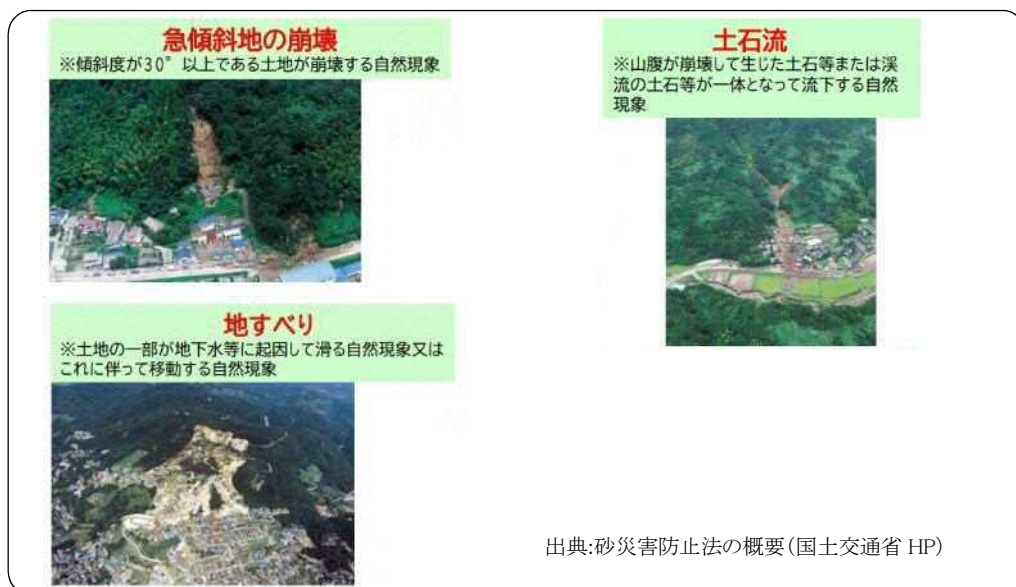 急傾斜地の崩壊
※傾斜度が30°以上である土地が崩壊する自然現象
土石流
※山腹が崩壊して生じた土石等または渓
流の土石等が一体となって流下する自然
現象
地すべり
※土地の一部が地下水等に起因して滑る自然現象又は
これに伴って移動する自然現象
出典:砂災害防止法の概要(国土交通省 HP)